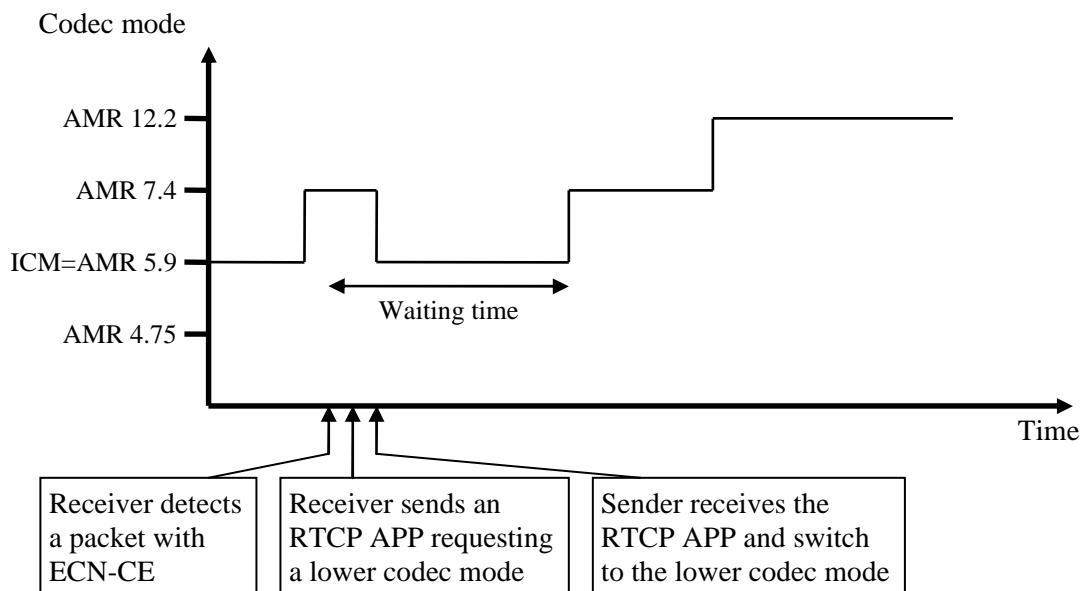 Codec mode
AMR 12.2
AMR 7.4
ICM=AMR 5.9
Waiting time
AMR 4.75
Time
Receiver detects
a packet with
ECN-CE
Receiver sends an
RTCP APP requesting
a lower codec mode
Sender receives the
RTCP APP and switch
to the lower codec mode